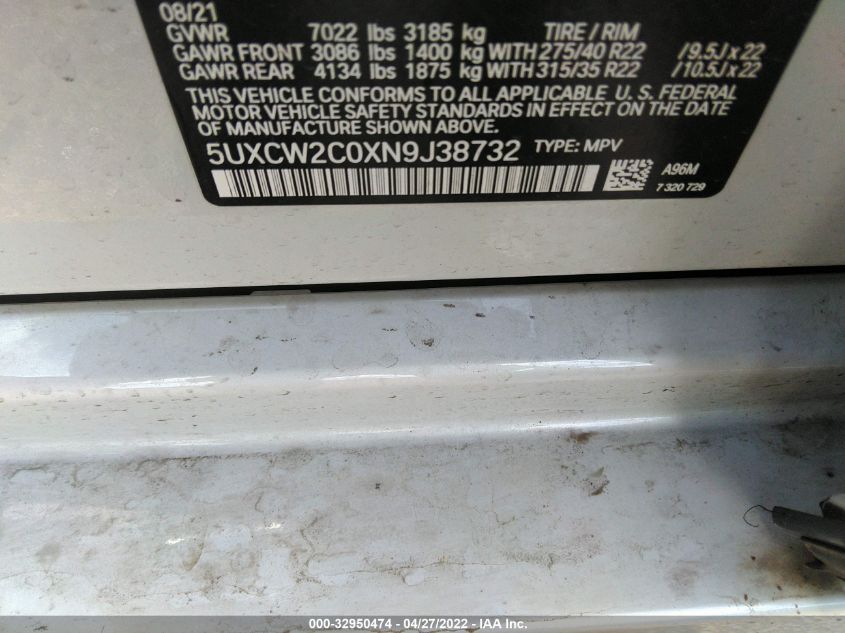 08/21
GVWR 7022 lbs 3185 kg TIRE / RIM
GAWR FRONT 3086 lbs 1400 kg WITH 275/40 R22 / 9.5J x 22
GAWR REAR 4134 lbs 1875 kg WITH 315/35 R22 / 10.5J x 22
THIS VEHICLE CONFORMS TO ALL APPLICABLE U. S. FEDERAL
MOTOR VEHICLE SAFETY STANDARDS IN EFFECT ON THE DATE
OF MANUFACTURE SHOWN ABOVE.
5UXCW2C0XN9J38732 TYPE: MPV
A96M
7 320 729
000-32950474 - 04/27/2022 - IAA Inc.